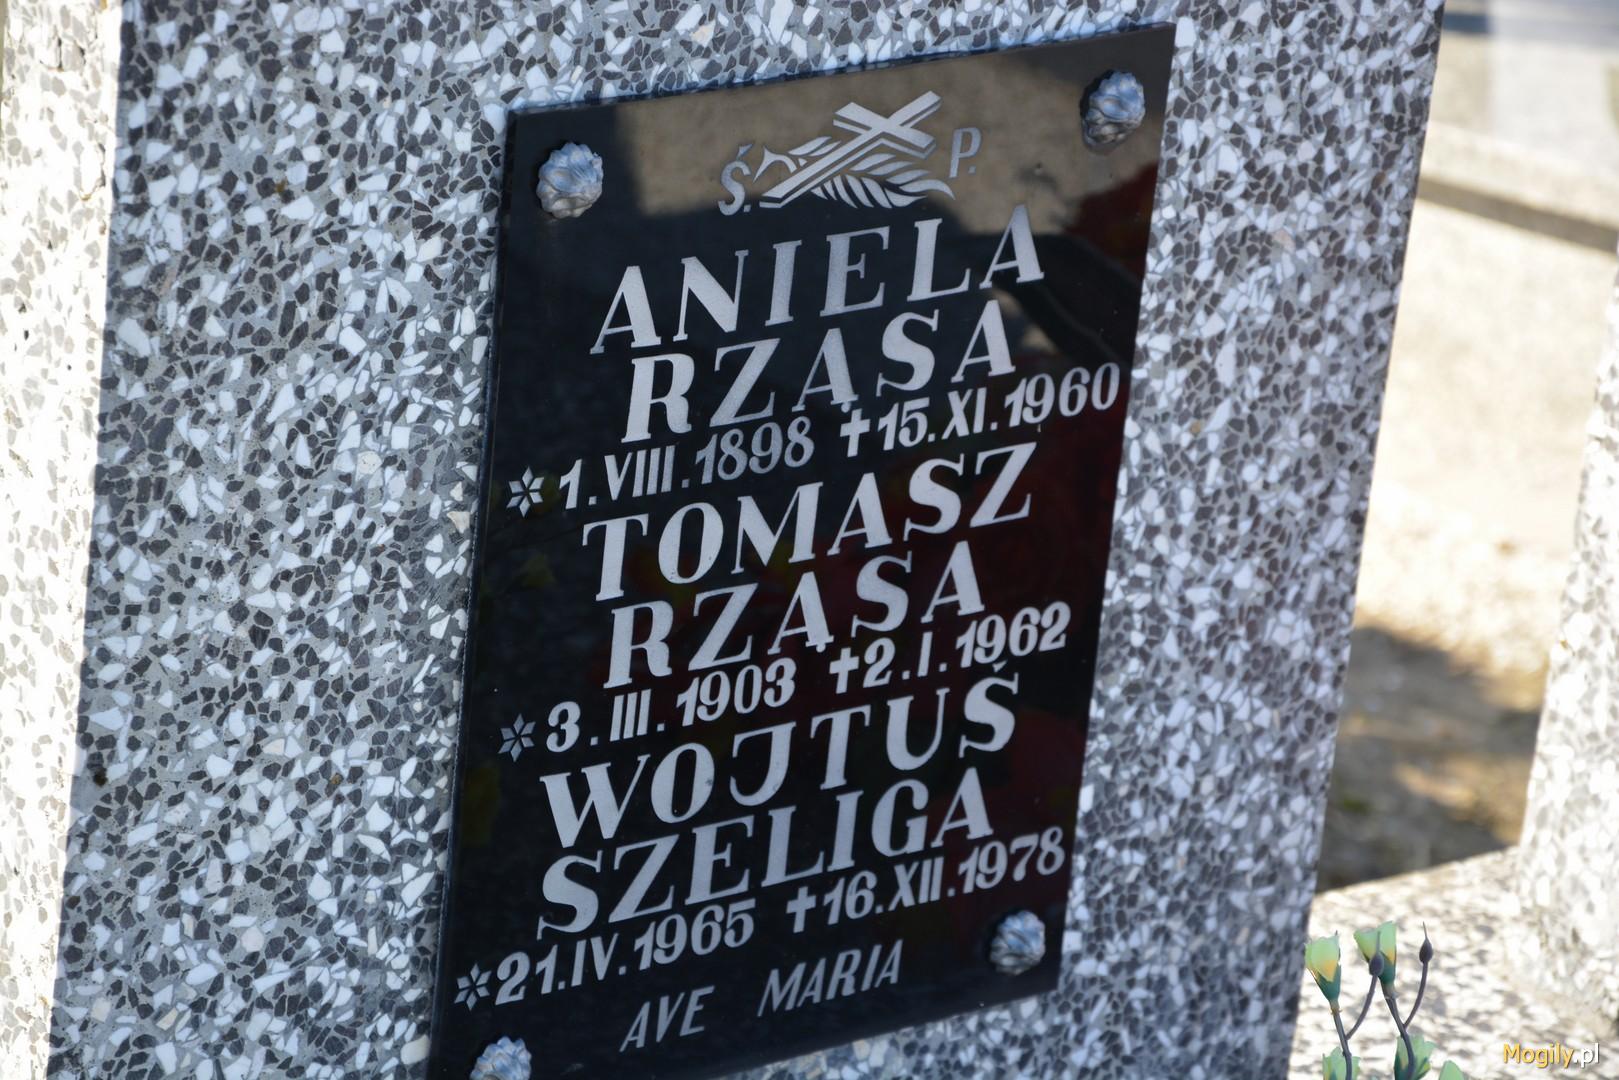 Ś. P.
ANIELA
RZĄSA
* 1.VIII.1898 ✝ 15.XI.1960
TOMASZ
RZĄSA
* 3.III.1903 ✝ 2.I.1962
WOJTUŚ
SZELIGA
* 21.IV.1965 ✝ 16.XII.1978
AVE MARIA
Mogily.pl